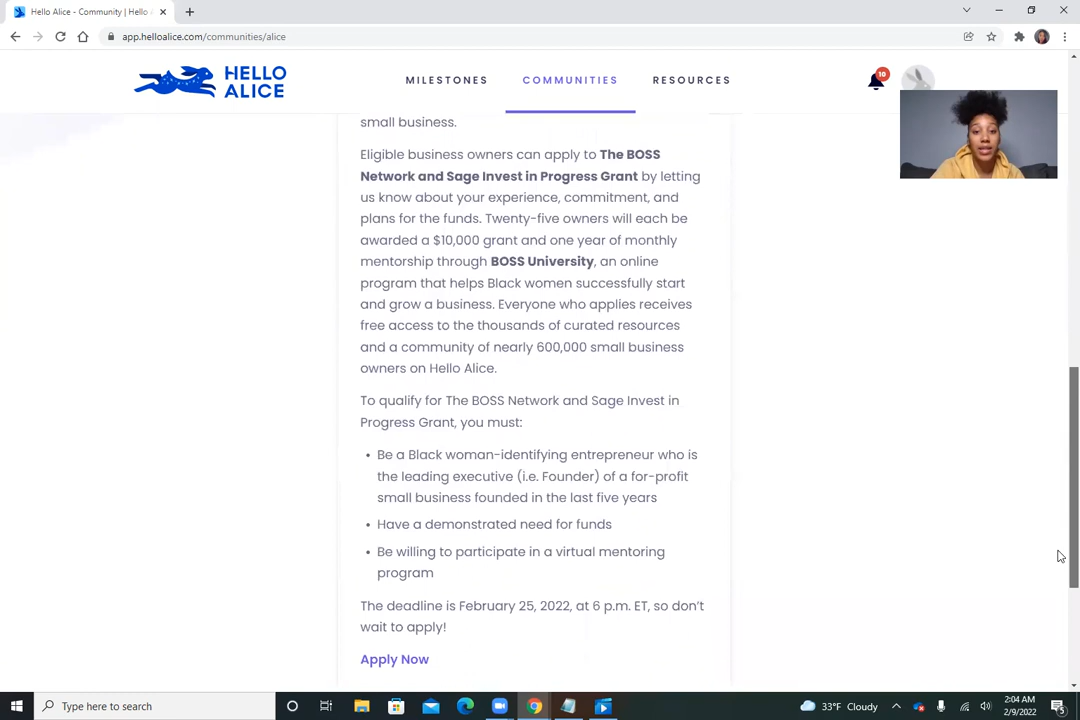 Hello Alice - Community | Hello A
app.helloalice.com/communities/alice
HELLO
ALICE
MILESTONES
COMMUNITIES
RESOURCES
10
small business.
Eligible business owners can apply to The BOSS
Network and Sage Invest in Progress Grant by letting
us know about your experience, commitment, and
plans for the funds. Twenty-five owners will each be
awarded a $10,000 grant and one year of monthly
mentorship through BOSS University, an online
program that helps Black women successfully start
and grow a business. Everyone who applies receives
free access to the thousands of curated resources
and a community of nearly 600,000 small business
owners on Hello Alice.
To qualify for The BOSS Network and Sage Invest in
Progress Grant, you must:
• Be a Black woman-identifying entrepreneur who is
the leading executive (i.e. Founder) of a for-profit
small business founded in the last five years
• Have a demonstrated need for funds
• Be willing to participate in a virtual mentoring
program
The deadline is February 25, 2022, at 6 p.m. ET, so don't
wait to apply!
Apply Now
Type here to search
33°F Cloudy
2:04 AM
2/9/2022
5